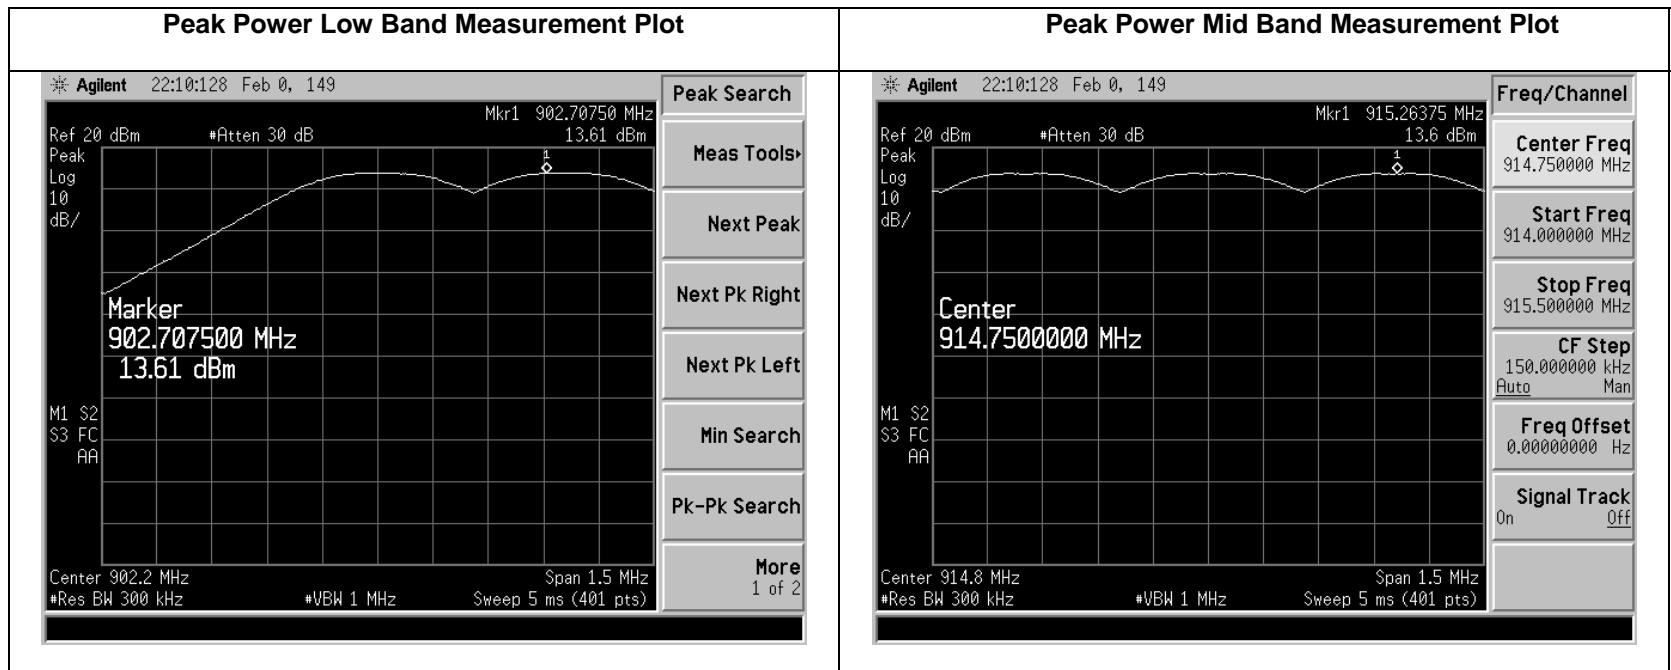 Peak Power Low Band Measurement Plot
Agilent 22:10:128 Feb 0, 149
Peak Search
Mkr1 902.70750 MHz
Ref 20 dBm #Atten 30 dB 13.61 dBm
Peak
Log
10
dB/
1
Marker
902.707500 MHz
13.61 dBm
M1 S2
S3 FC
AA
Center 902.2 MHz Span 1.5 MHz
#Res BW 300 kHz #VBW 1 MHz Sweep 5 ms (401 pts)
Meas Tools
Next Peak
Next Pk Right
Next Pk Left
Min Search
Pk-Pk Search
More
1 of 2
Peak Power Mid Band Measurement Plot
Agilent 22:10:128 Feb 0, 149
Freq/Channel
Mkr1 915.26375 MHz
Ref 20 dBm #Atten 30 dB 13.6 dBm
Peak
Log
10
dB/
1
Center
914.7500000 MHz
M1 S2
S3 FC
AA
Center 914.8 MHz Span 1.5 MHz
#Res BW 300 kHz #VBW 1 MHz Sweep 5 ms (401 pts)
Center Freq
914.750000 MHz
Start Freq
914.000000 MHz
Stop Freq
915.500000 MHz
CF Step
150.000000 kHz
Auto Man
Freq Offset
0.00000000 Hz
Signal Track
On Off